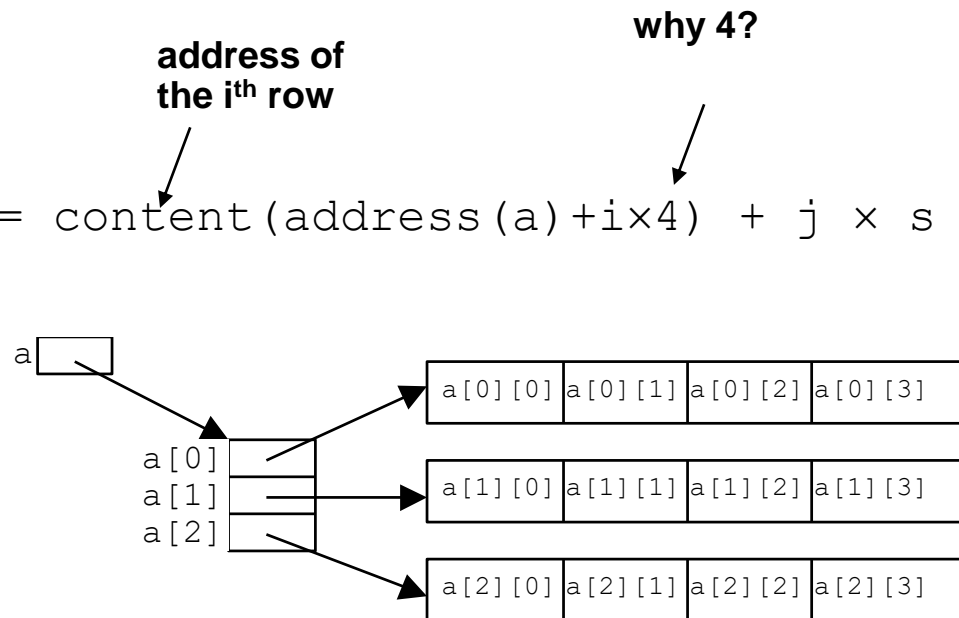 why 4?
address of
the ith row
= content(address(a)+i×4) + j × s
a
a[0][0] a[0][1] a[0][2] a[0][3]
a[0]
a[1]
a[2]
a[1][0] a[1][1] a[1][2] a[1][3]
a[2][0] a[2][1] a[2][2] a[2][3]